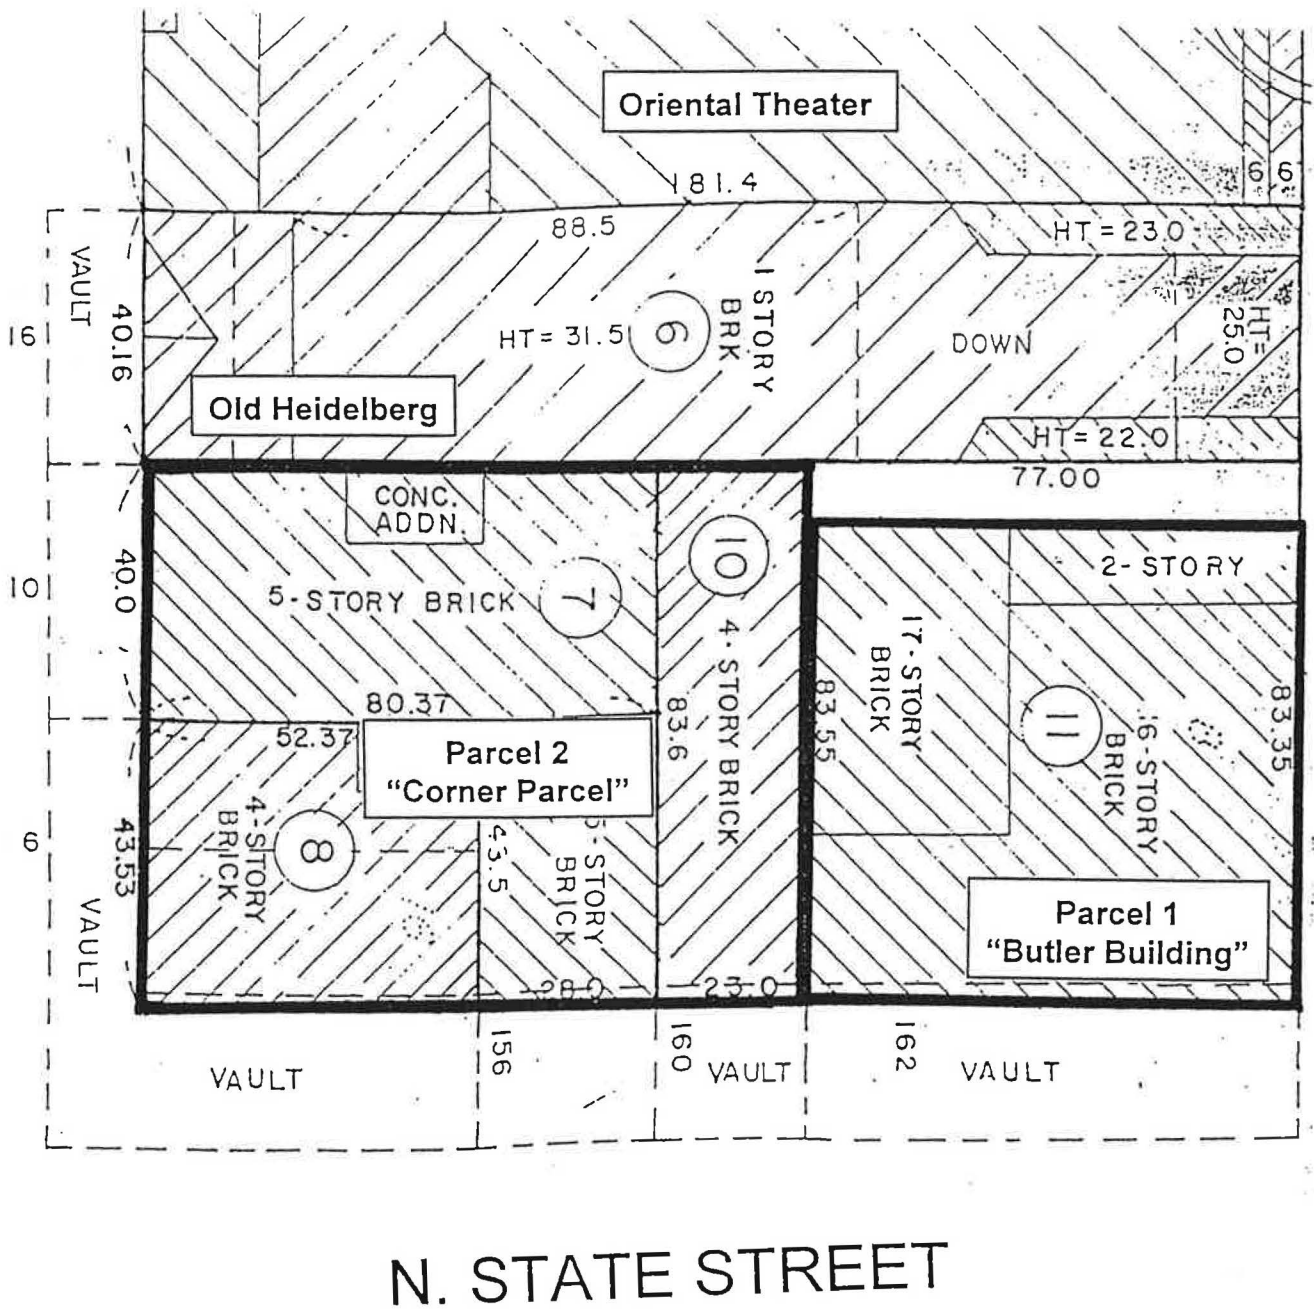 Oriental Theater
181.4
6 6
88.5
HT = 23.0
VAULT
40.16
16
HT = 31.5
6
1 STORY
BRK
DOWN
HT=
25.0
Old Heidelberg
HT= 22.0
77.00
CONC.
ADDN.
10
40.0
5-STORY BRICK
7
10
2- STORY
4-STORY BRICK
17-STORY
BRICK
80.37
83.6
83.55
11
16-STORY
BRICK
83.35
52.37
Parcel 2
“Corner Parcel”
6
43.53
4-STORY
BRICK
8
43.5
5-STORY
BRICK
Parcel 1
“Butler Building”
VAULT
28.0
23.0
156
160
162
VAULT
VAULT
VAULT
N. STATE STREET